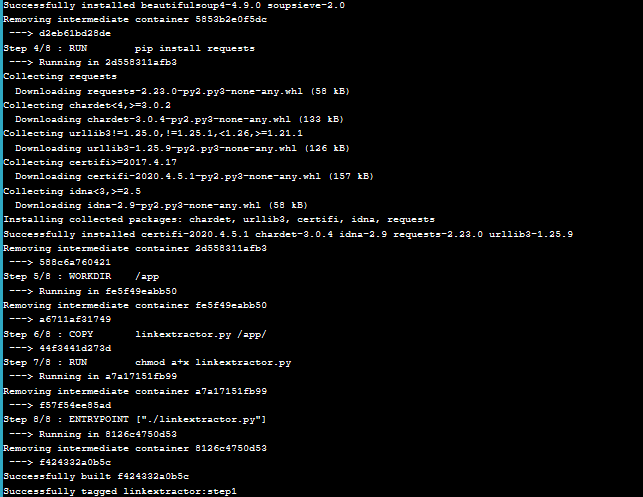 Successfully installed beautifulsoup4-4.9.0 soupsieve-2.0
Removing intermediate container 5853b2e0f5dc
---> d2eb61bd28de
Step 4/8 : RUN pip install requests
---> Running in 2d558311afb3
Collecting requests
Downloading requests-2.23.0-py2.py3-none-any.whl (58 kB)
Collecting chardet<4,>=3.0.2
Downloading chardet-3.0.4-py2.py3-none-any.whl (133 kB)
Collecting urllib3!=1.25.0,!=1.25.1,<1.26,>=1.21.1
Downloading urllib3-1.25.9-py2.py3-none-any.whl (126 kB)
Collecting certifi>=2017.4.17
Downloading certifi-2020.4.5.1-py2.py3-none-any.whl (157 kB)
Collecting idna<3,>=2.5
Downloading idna-2.9-py2.py3-none-any.whl (58 kB)
Installing collected packages: chardet, urllib3, certifi, idna, requests
Successfully installed certifi-2020.4.5.1 chardet-3.0.4 idna-2.9 requests-2.23.0 urllib3-1.25.9
Removing intermediate container 2d558311afb3
---> 588c6a760421
Step 5/8 : WORKDIR /app
---> Running in fe5f49eabb50
Removing intermediate container fe5f49eabb50
---> a6711af31749
Step 6/8 : COPY linkextractor.py /app/
---> 44f3441d273d
Step 7/8 : RUN chmod a+x linkextractor.py
---> Running in a7a17151fb99
Removing intermediate container a7a17151fb99
---> f57f54ee85ad
Step 8/8 : ENTRYPOINT ["./linkextractor.py"]
---> Running in 8126c4750d53
Removing intermediate container 8126c4750d53
---> f424332a0b5c
Successfully built f424332a0b5c
Successfully tagged linkextractor:step1